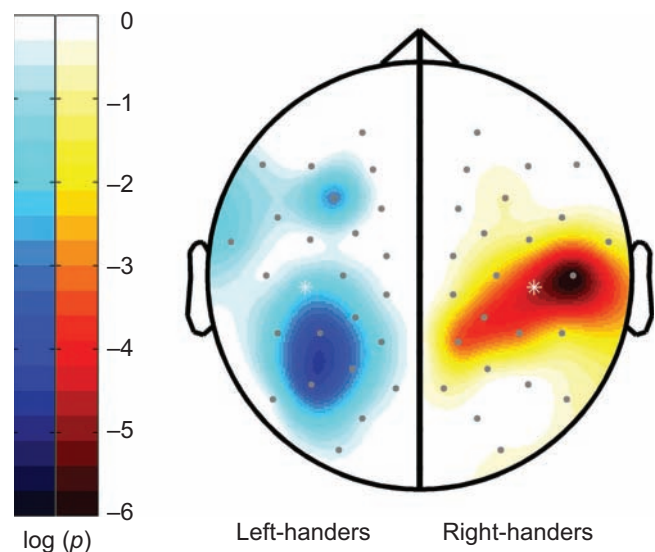 0
–1
–2
–3
–4
–5
–6
log (p)
Left-handers
Right-handers